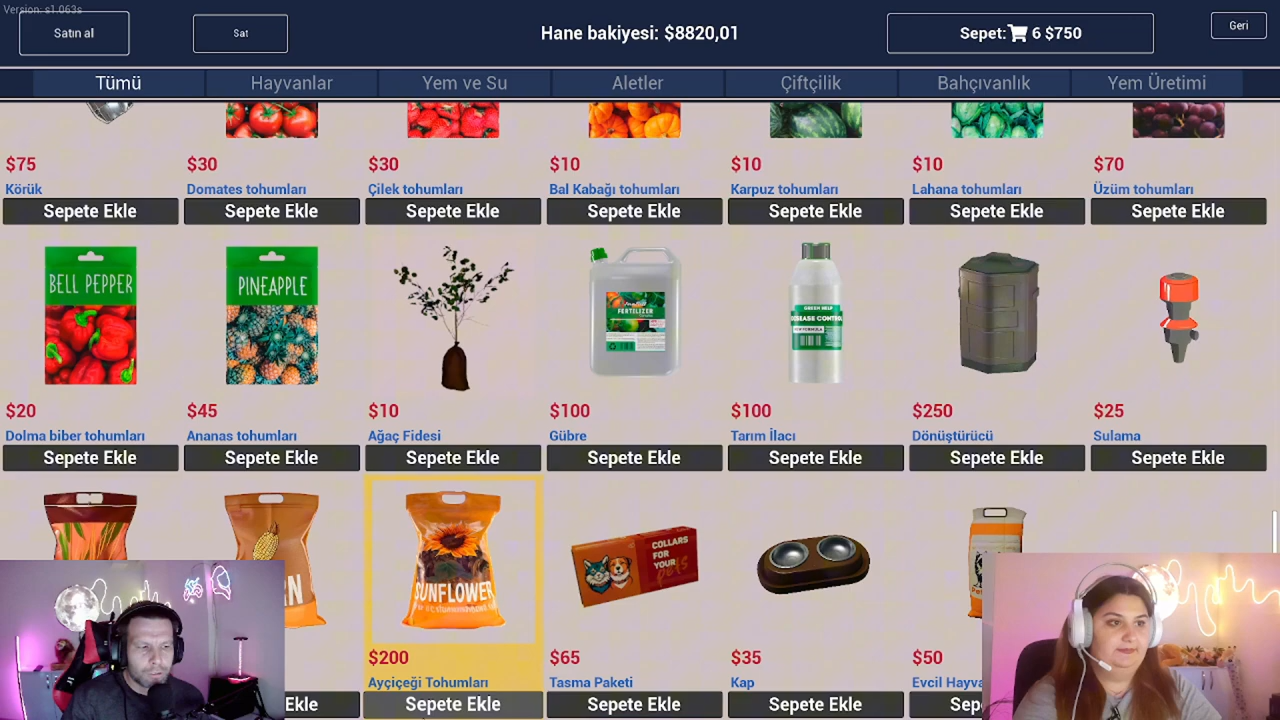 Version: s1.063s
Satın al
Sat
Hane bakiyesi: $8820,01
Sepet: 6 $750
Geri
Tümü
Hayvanlar
Yem ve Su
Aletler
Çiftçilik
Bahçıvanlık
Yem Üretimi
$75
$30
$30
$10
$10
$10
$70
Körük
Domates tohumları
Çilek tohumları
Bal Kabağı tohumları
Karpuz tohumları
Lahana tohumları
Üzüm tohumları
Sepete Ekle
Sepete Ekle
Sepete Ekle
Sepete Ekle
Sepete Ekle
Sepete Ekle
Sepete Ekle
BELL PEPPER
PINEAPPLE
FERTILIZER
GREEN HELP
DISEASE CONTROL
$20
$45
$10
$100
$100
$250
$25
Dolma biber tohumları
Ananas tohumları
Ağaç Fidesi
Gübre
Tarım İlacı
Dönüştürücü
Sulama
Sepete Ekle
Sepete Ekle
Sepete Ekle
Sepete Ekle
Sepete Ekle
Sepete Ekle
Sepete Ekle
RN
SUNFLOWER
COLLARS
FOR
YOUR
pets
$200
$65
$35
$50
Ayçiçeği Tohumları
Tasma Paketi
Kap
Evcil Hayva
Ekle
Sepete Ekle
Sepete Ekle
Sepete Ekle
Sep